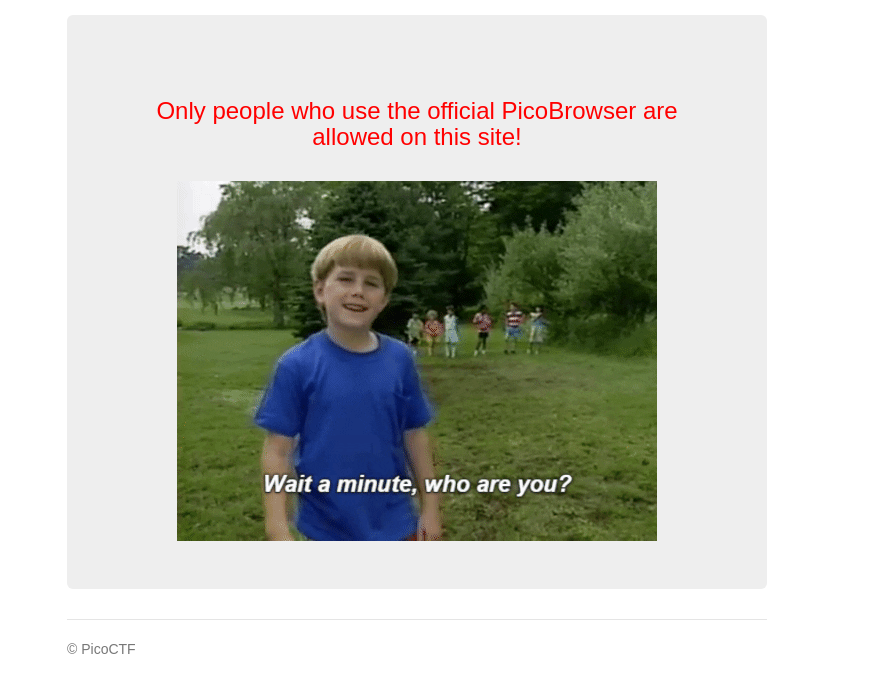 Only people who use the official PicoBrowser are
allowed on this site!
Wait a minute, who are you?
© PicoCTF